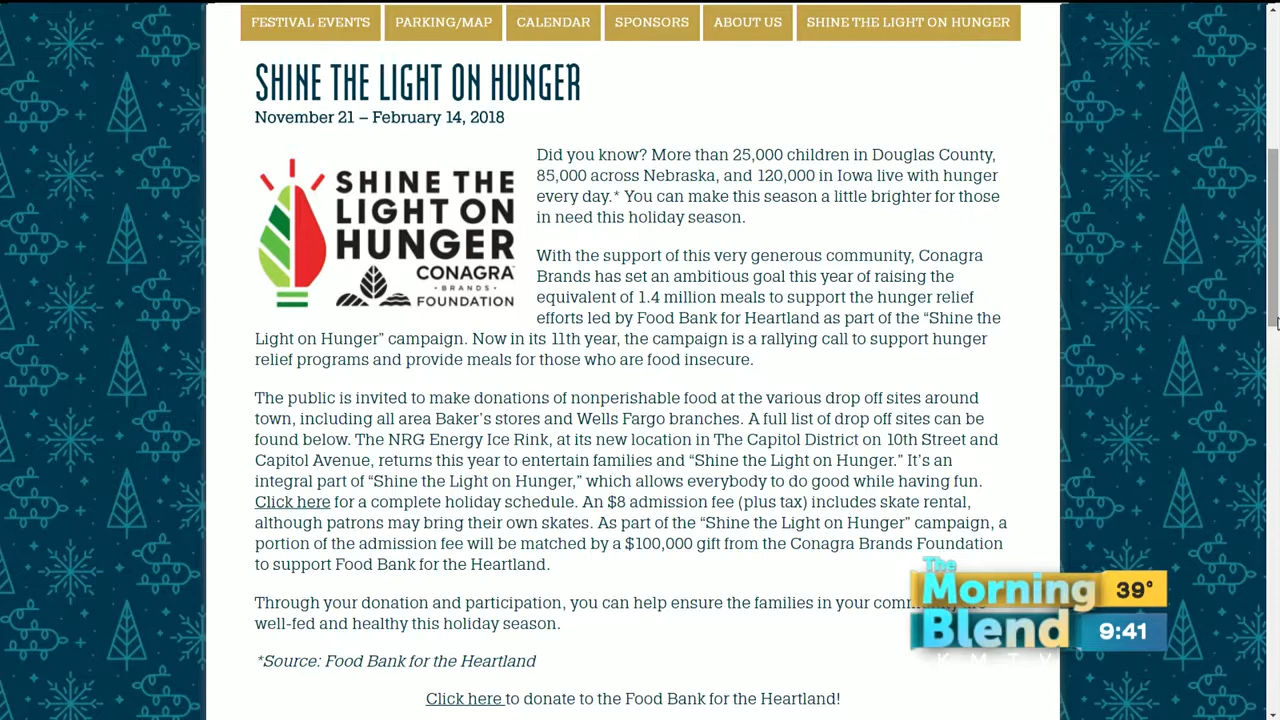 FESTIVAL EVENTS
PARKING/MAP
CALENDAR
SPONSORS
ABOUT US
SHINE THE LIGHT ON HUNGER
SHINE THE LIGHT ON HUNGER
November 21 – February 14, 2018
SHINE THE
LIGHT ON
HUNGER
CONAGRA
BRANDS
FOUNDATION
Did you know? More than 25,000 children in Douglas County,
85,000 across Nebraska, and 120,000 in Iowa live with hunger
every day.* You can make this season a little brighter for those
in need this holiday season.
With the support of this very generous community, Conagra
Brands has set an ambitious goal this year of raising the
equivalent of 1.4 million meals to support the hunger relief
efforts led by Food Bank for Heartland as part of the “Shine the
Light on Hunger” campaign. Now in its 11th year, the campaign is a rallying call to support hunger
relief programs and provide meals for those who are food insecure.
The public is invited to make donations of nonperishable food at the various drop off sites around
town, including all area Baker’s stores and Wells Fargo branches. A full list of drop off sites can be
found below. The NRG Energy Ice Rink, at its new location in The Capitol District on 10th Street and
Capitol Avenue, returns this year to entertain families and “Shine the Light on Hunger.” It’s an
integral part of “Shine the Light on Hunger,” which allows everybody to do good while having fun.
Click here for a complete holiday schedule. An $8 admission fee (plus tax) includes skate rental,
although patrons may bring their own skates. As part of the “Shine the Light on Hunger” campaign, a
portion of the admission fee will be matched by a $100,000 gift from the Conagra Brands Foundation
to support Food Bank for the Heartland.
Through your donation and participation, you can help ensure the families in your
well-fed and healthy this holiday season.
*Source: Food Bank for the Heartland
Click here to donate to the Food Bank for the Heartland!
The
Morning
Blend
KMTV
39°
9:41